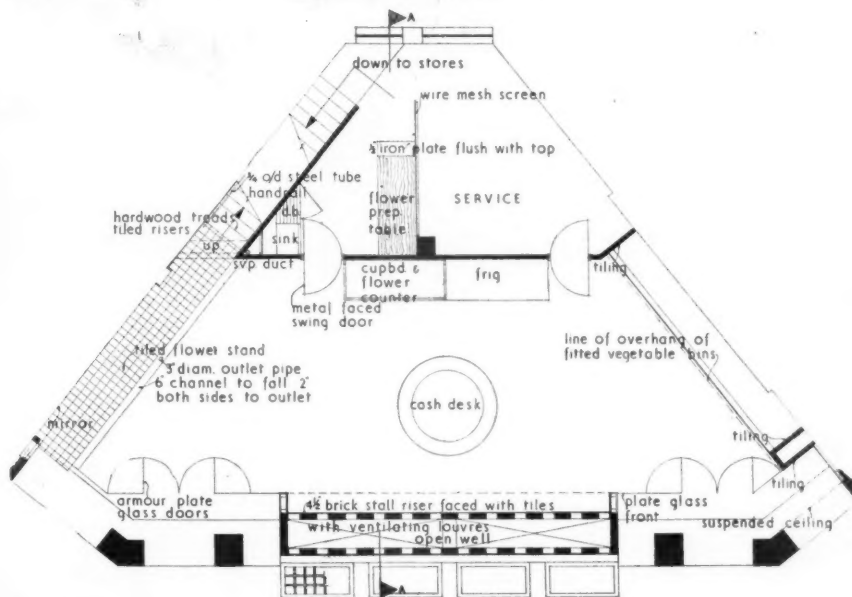 A
down to stores
wire mesh screen
½ iron plate flush with top
¾ o/d steel tube
handrail
d.b.
flower
prep
table
SERVICE
hardwood treads
tiled risers
up
sink
svp duct
cupbd &
flower
counter
frig
tiling
metal faced
swing door
line of overhang of
fitted vegetable bins
tiled flower stand
3" diam. outlet pipe
6" channel to fall 2"
both sides to outlet
cash desk
mirror
tiling
tiling
armour plate
glass doors
4½ brick stall riser faced with tiles
with ventilating louvres
open well
plate glass
front
suspended ceiling
A